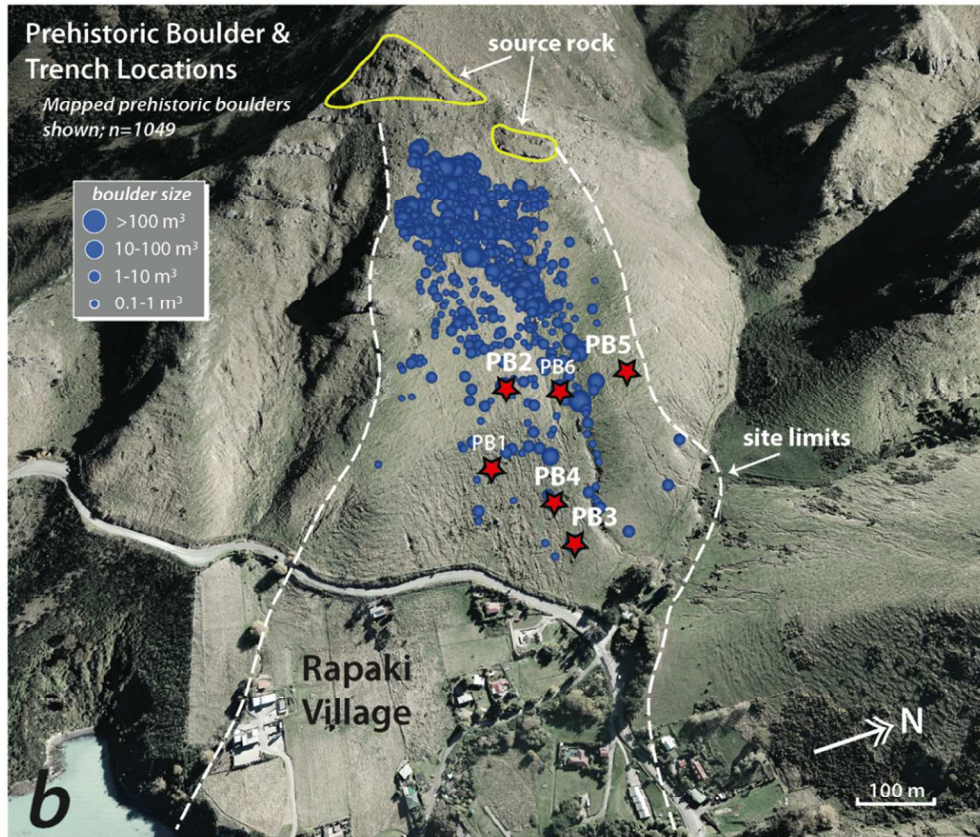 Prehistoric Boulder &
Trench Locations
Mapped prehistoric boulders
shown; n=1049
source rock
boulder size
>100 m³
10-100 m³
1-10 m³
0.1-1 m³
PB5
PB2
PB6
PB1
PB4
PB3
site limits
Rapaki
Village
N
100 m
b